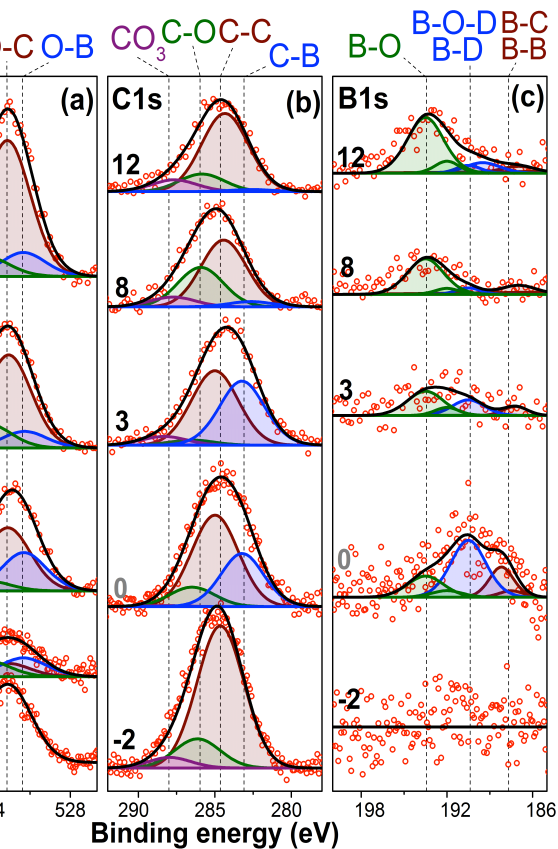 B-O-D B-C
-C O-B CO3 C-O C-C C-B B-O B-D B-B
(a) C1s (b) B1s (c)
12 12
8 8
3 3
0 0
-2 -2
4 528 290 285 280 198 192 186
Binding energy (eV)